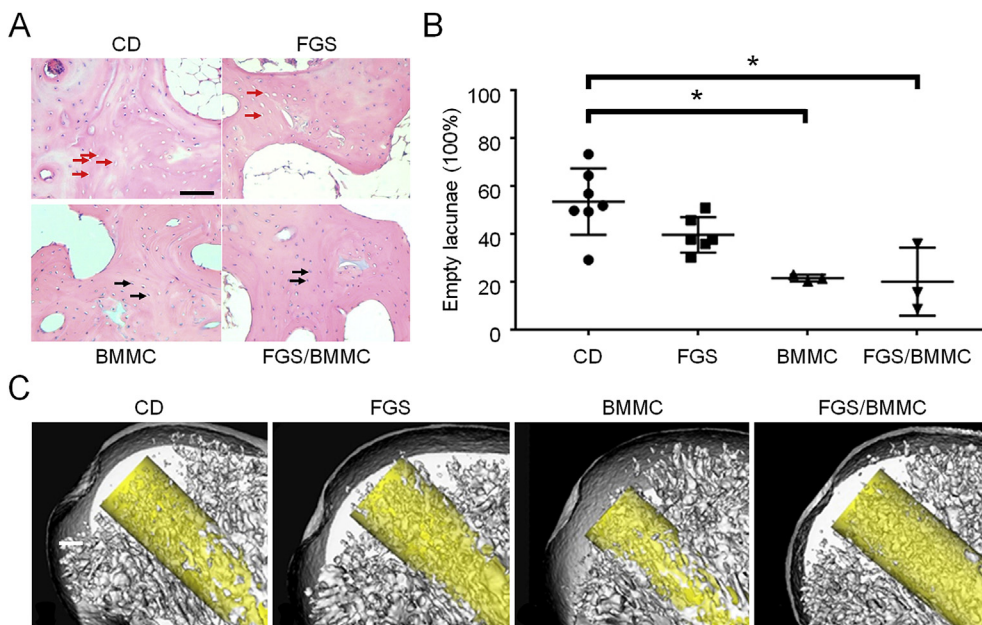 A
CD
FGS
BMMC
FGS/BMMC
B
*
*
Empty lacunae (100%)
100
80
60
40
20
0
CD
FGS
BMMC
FGS/BMMC
C
CD
FGS
BMMC
FGS/BMMC